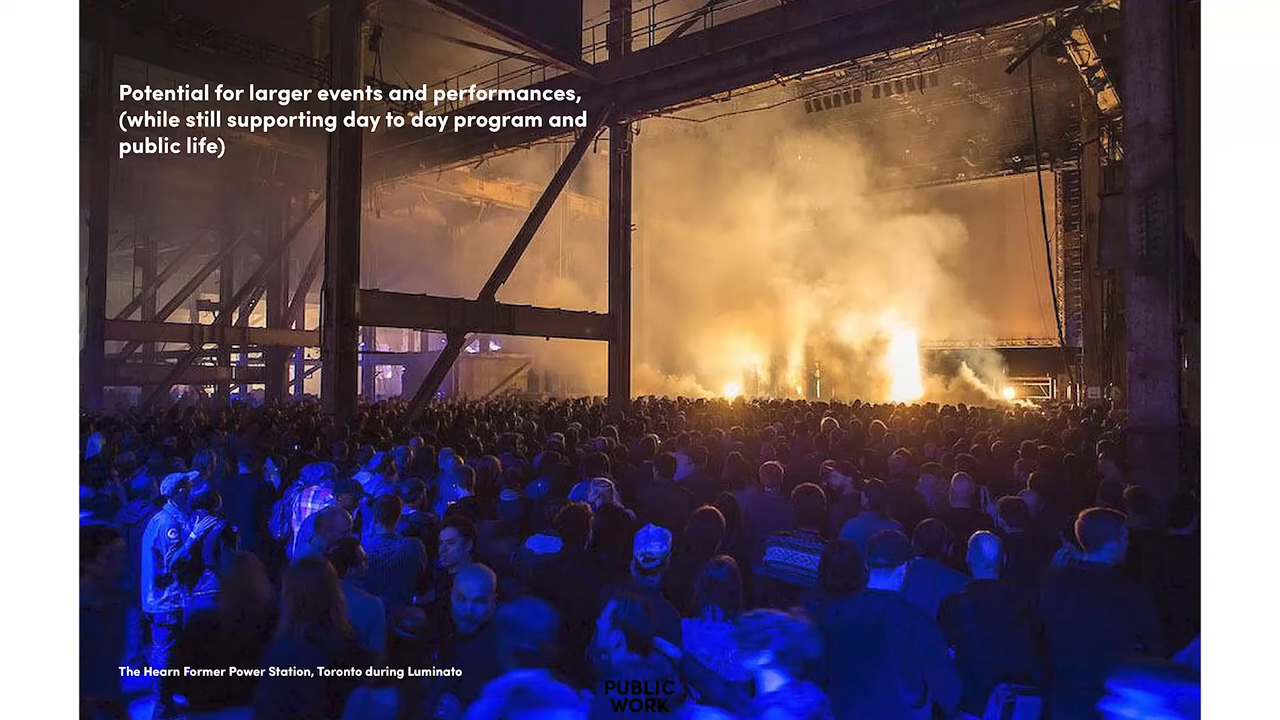 Potential for larger events and performances,
(while still supporting day to day program and
public life)
The Hearn Former Power Station, Toronto during Luminato
PUBLIC
WORK